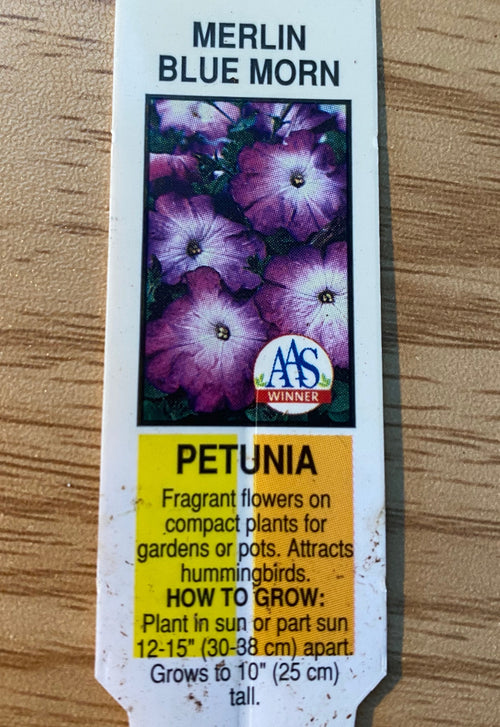 MERLIN
BLUE MORN
AAS
WINNER
PETUNIA
Fragrant flowers on
compact plants for
gardens or pots. Attracts
hummingbirds.
HOW TO GROW:
Plant in sun or part sun
12-15" (30-38 cm) apart.
Grows to 10" (25 cm)
tall.